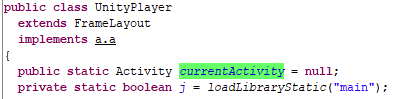 public class UnityPlayer
extends FrameLayout
implements a.a
{
public static Activity currentActivity = null;
private static boolean j = loadLibraryStatic("main");